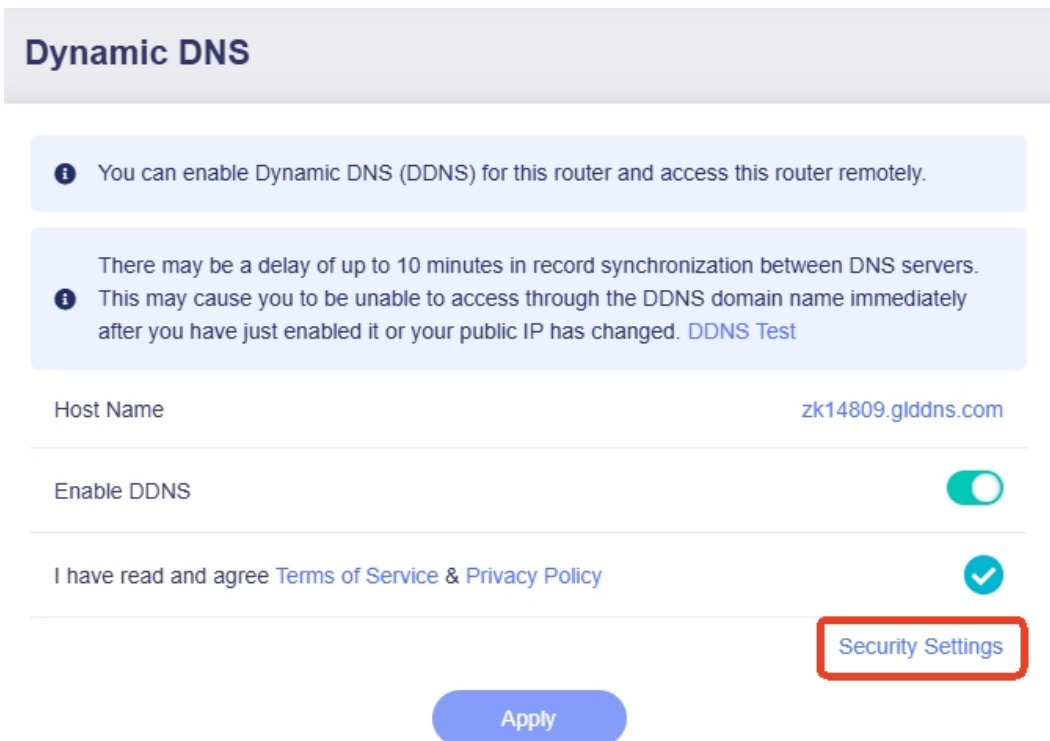 Dynamic DNS
You can enable Dynamic DNS (DDNS) for this router and access this router remotely.
There may be a delay of up to 10 minutes in record synchronization between DNS servers.
This may cause you to be unable to access through the DDNS domain name immediately
after you have just enabled it or your public IP has changed. DDNS Test
Host Name zk14809.glddns.com
Enable DDNS
I have read and agree Terms of Service & Privacy Policy
Security Settings
Apply